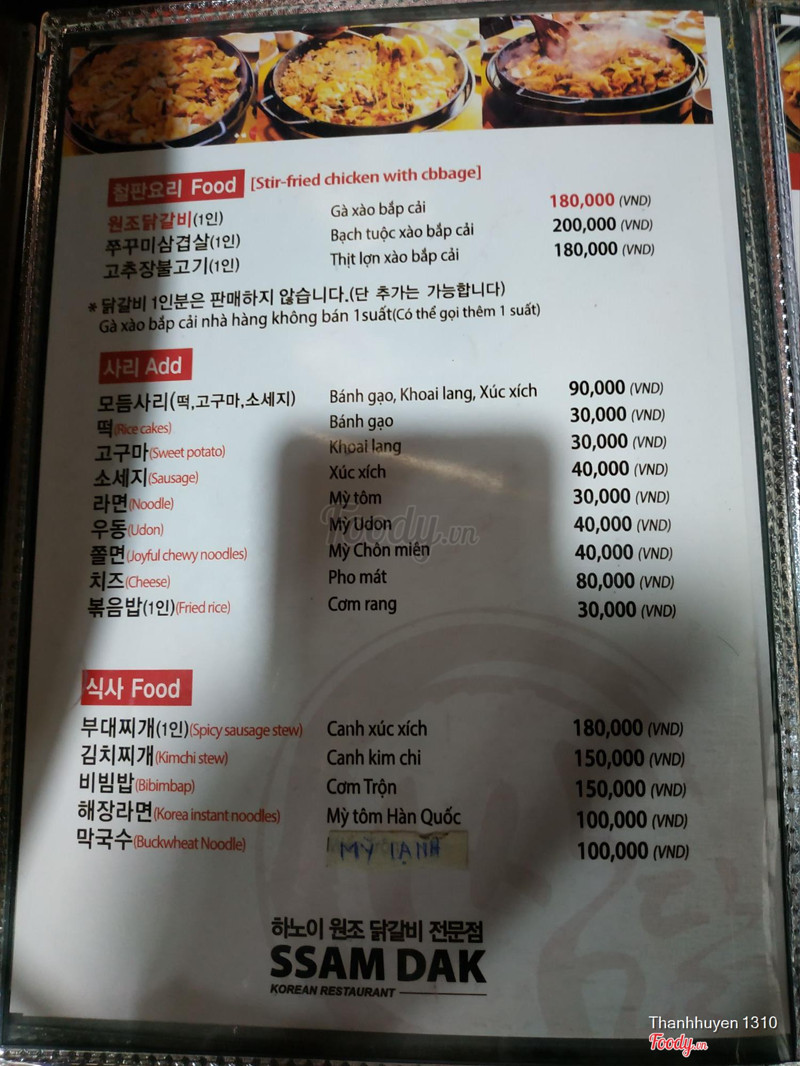 철판요리 Food [Stir-fried chicken with cbbage]
원조닭갈비(1인) Gà xào bắp cải 180,000 (VND)
쭈꾸미삼겹살(1인) Bạch tuộc xào bắp cải 200,000 (VND)
고추장불고기(1인) Thịt lợn xào bắp cải 180,000 (VND)
* 닭갈비 1인분은 판매하지 않습니다.(단 추가는 가능합니다)
Gà xào bắp cải nhà hàng không bán 1suất(Có thể gọi thêm 1 suất)
사리 Add
모듬사리(떡,고구마,소세지) Bánh gạo, Khoai lang, Xúc xích 90,000 (VND)
떡(Rice cakes) Bánh gạo 30,000 (VND)
고구마(Sweet potato) Khoai lang 30,000 (VND)
소세지(Sausage) Xúc xích 40,000 (VND)
라면(Noodle) Mỳ tôm 30,000 (VND)
우동(Udon) Mỳ Udon 40,000 (VND)
쫄면(Joyful chewy noodles) Mỳ Chôn miến 40,000 (VND)
치즈(Cheese) Pho mát 80,000 (VND)
볶음밥(1인)(Fried rice) Cơm rang 30,000 (VND)
Foody.vn
식사 Food
부대찌개(1인)(Spicy sausage stew) Canh xúc xích 180,000 (VND)
김치찌개(Kimchi stew) Canh kim chi 150,000 (VND)
비빔밥(Bibimbap) Cơm Trộn 150,000 (VND)
해장라면(Korea instant noodles) Mỳ tôm Hàn Quốc 100,000 (VND)
막국수(Buckwheat Noodle) MỲ LẠNH 100,000 (VND)
하노이 원조 닭갈비 전문점
SSAM DAK
KOREAN RESTAURANT
Thanhhuyen 1310
Foody.vn